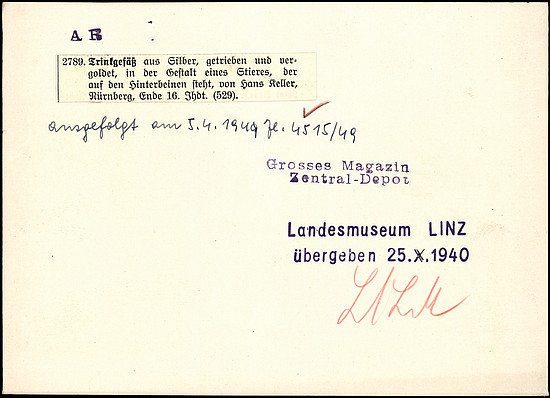 AR
2789. Trinkgefäß aus Silber, getrieben und ver-
goldet, in der Gestalt eines Stieres, der
auf den Hinterbeinen steht, von Hans Keller,
Nürnberg, Ende 16. Jhdt. (529).
ausgefolgt am 5.4.1949 Zl. 4515/49
Grosses Magazin
Zentral-Depot
Landesmuseum LINZ
übergeben 25.X.1940